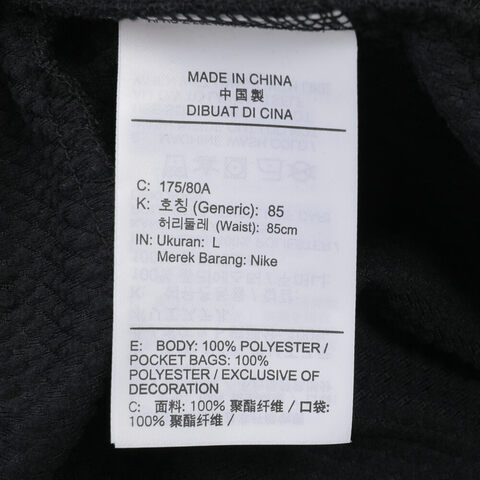 MADE IN CHINA
中国製
DIBUAT DI CINA
C: 175/80A
K: 호칭 (Generic): 85
허리둘레 (Waist): 85cm
IN: Ukuran: L
Merek Barang: Nike
E: BODY: 100% POLYESTER /
POCKET BAGS: 100%
POLYESTER / EXCLUSIVE OF
DECORATION
C: 面料: 100% 聚酯纤维 / 口袋:
100% 聚酯纤维 /